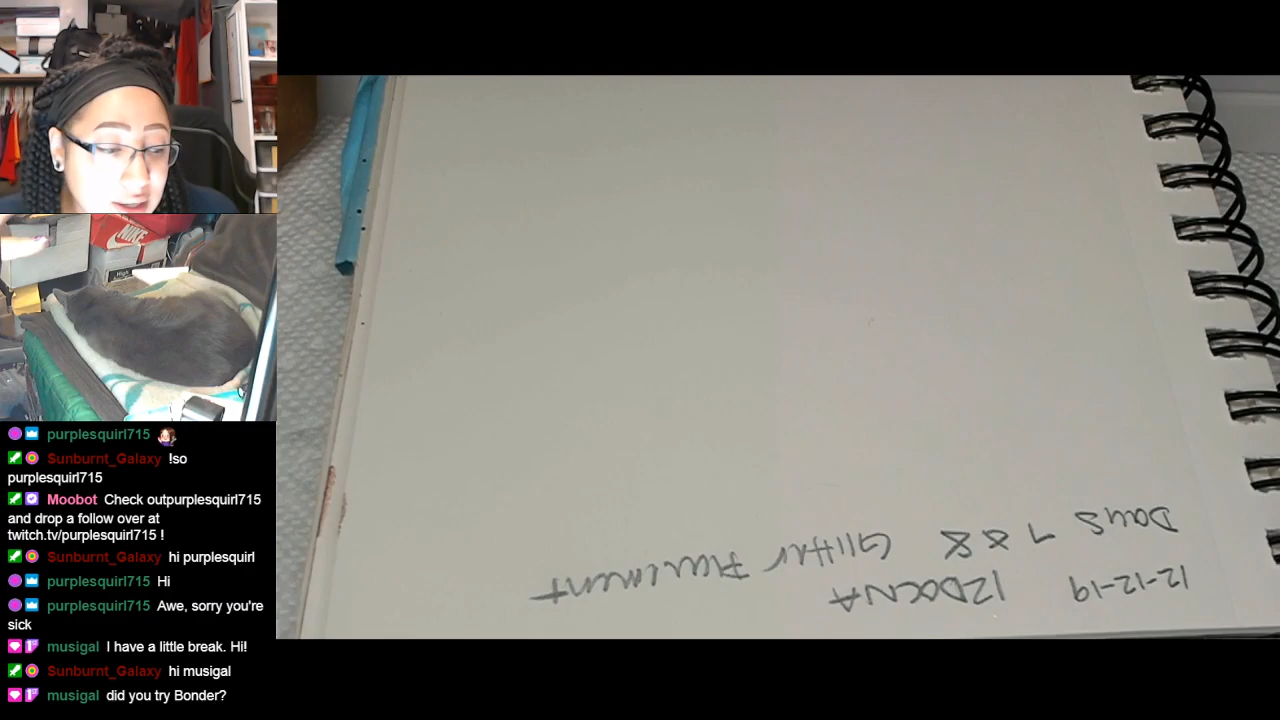 NIKE
High
purplesquirl715
Sunburnt_Galaxy !so
purplesquirl715
Moobot Check outpurplesquirl715
and drop a follow over at
twitch.tv/purplesquirl715 !
Sunburnt_Galaxy hi purplesquirl
purplesquirl715 Hi
purplesquirl715 Awe, sorry you're
sick
musigal I have a little break. Hi!
Sunburnt_Galaxy hi musigal
musigal did you try Bonder?
12-12-19 12DOCNA
Days 7 & 8 Glitter Placement